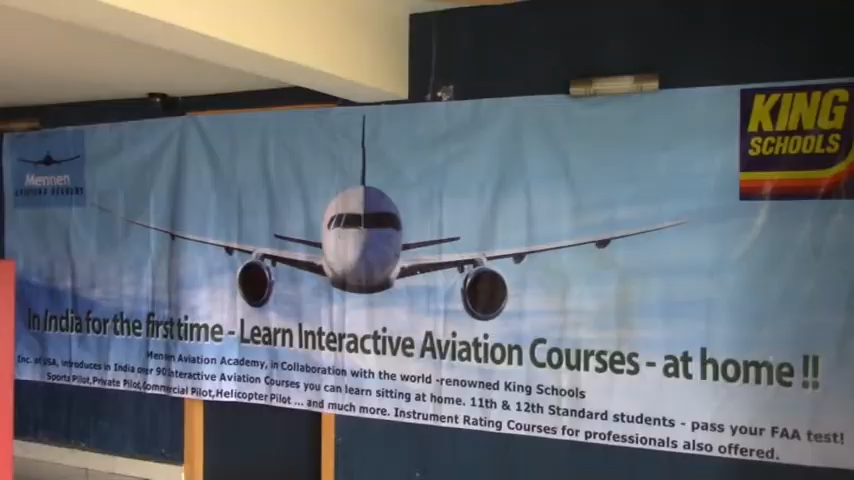 Mennen
KING
SCHOOLS
In India for the first time - Learn Interactive Aviation Courses - at home !!
Mennen Aviation Academy, in Collaboration with the world -renowned King Schools
Inc. of USA, introduces in India over 90 Interactive Aviation Courses you can learn sitting at home. 11th & 12th Standard students - pass your FAA test!
Sports Pilot,Private Pilot,Commercial Pilot,Helicopter Pilot ... and much more. Instrument Rating Courses for professionals also offered.